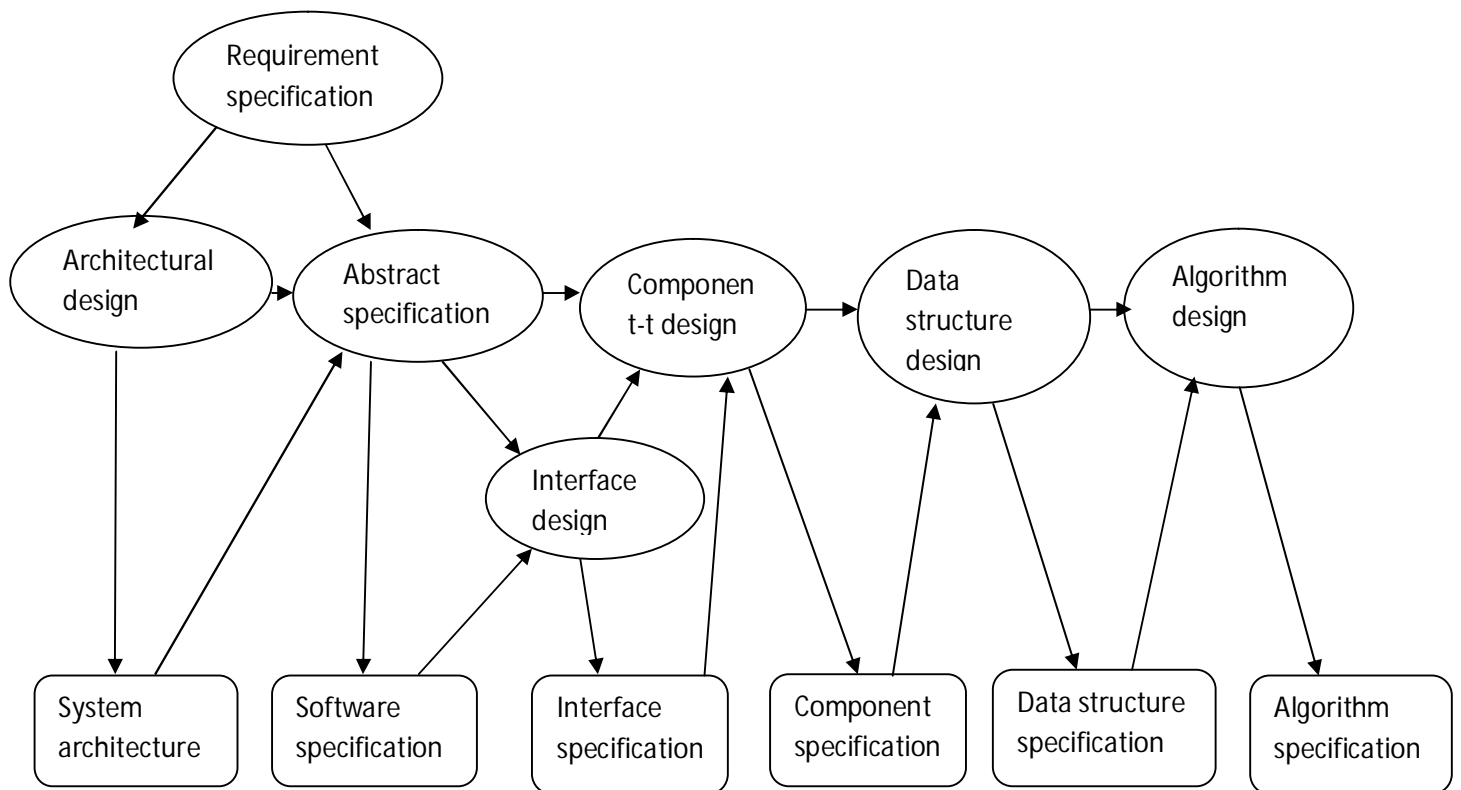 Requirement
specification
Architectural
design
Abstract
specification
Componen
t-t design
Data
structure
design
Algorithm
design
Interface
design
System
architecture
Software
specification
Interface
specification
Component
specification
Data structure
specification
Algorithm
specification